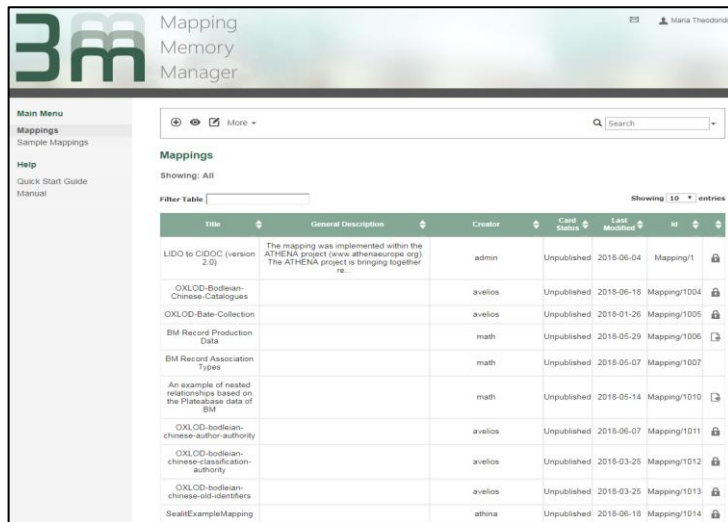 3m
Mapping
Memory
Manager
Maria Theodorid
Main Menu
Mappings
Sample Mappings
Help
Quick Start Guide
Manual
More
Search
Mappings
Showing: All
Filter Table
Showing 10 entries
Title General Description Creator Card Status Last Modified Id
LIDO to CIDOC (version 2.0) The mapping was implemented within the ATHENA project (www.athenaeurope.org). The ATHENA project is bringing together re... admin Unpublished 2018-06-04 Mapping/1
OXLOD-Bodleian-Chinese-Catalogues avelios Unpublished 2018-06-18 Mapping/1004
OXLOD-Bate-Collection avelios Unpublished 2018-01-26 Mapping/1005
BM Record Production Data math Unpublished 2018-05-29 Mapping/1006
BM Record Association Types math Unpublished 2018-05-07 Mapping/1007
An example of nested relationships based on the Plateabase data of BM math Unpublished 2018-05-14 Mapping/1010
OXLOD-bodleian-chinese-author-authority avelios Unpublished 2018-06-07 Mapping/1011
OXLOD-bodleian-chinese-classification-authority avelios Unpublished 2018-03-25 Mapping/1012
OXLOD-bodleian-chinese-old-identifiers avelios Unpublished 2018-03-25 Mapping/1013
SealitExampleMapping athina Unpublished 2018-06-18 Mapping/1014